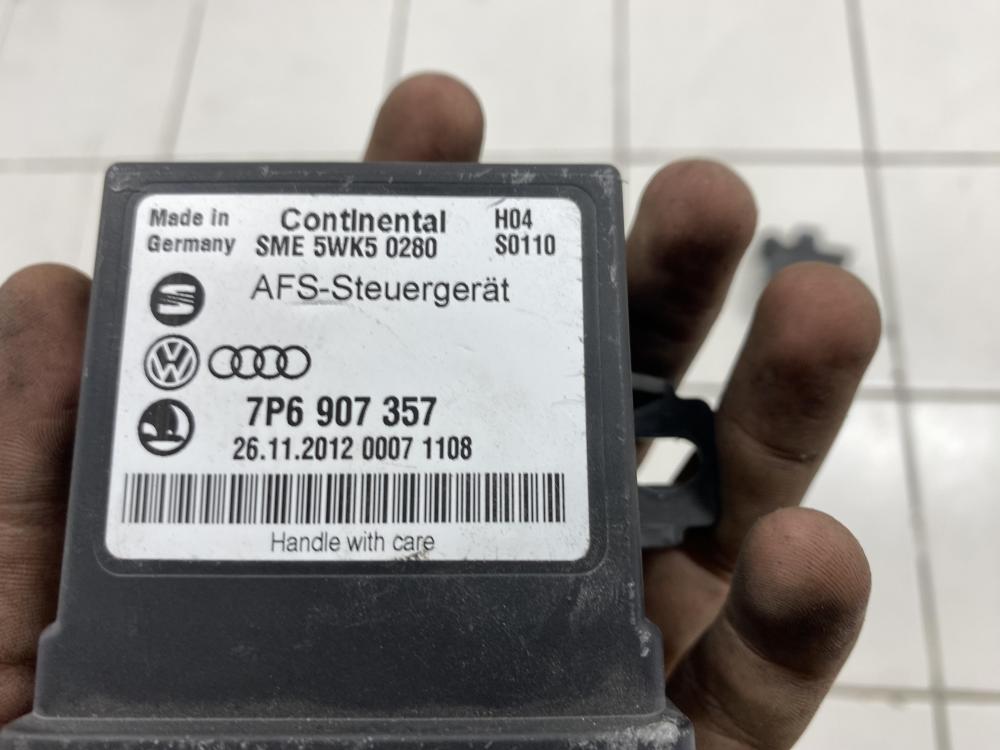 Made in Continental H04
Germany SME 5WK5 0280 S0110
AFS-Steuergerät
7P6 907 357
26.11.2012 0007 1108
Handle with care